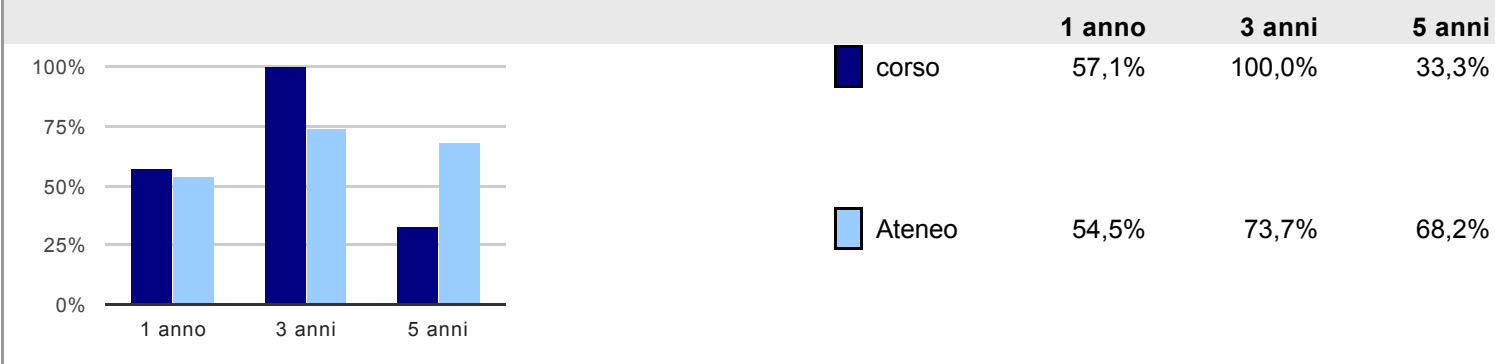 1 anno 3 anni 5 anni
100%
75%
50%
25%
0%
1 anno 3 anni 5 anni
corso 57,1% 100,0% 33,3%
Ateneo 54,5% 73,7% 68,2%